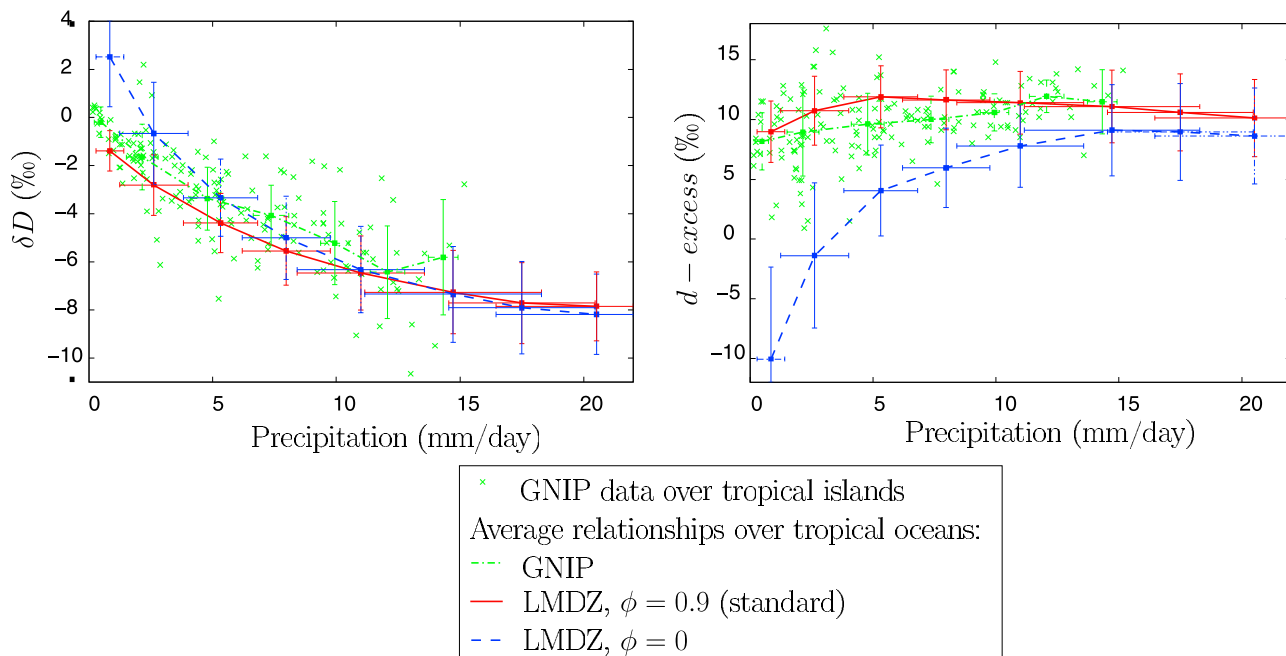 4
2
0
−2
−4
−6
−8
−10
δD (‰)
0 5 10 15 20
Precipitation (mm/day)
15
10
5
0
−5
−10
d − excess (‰)
0 5 10 15 20
Precipitation (mm/day)
GNIP data over tropical islands
Average relationships over tropical oceans:
GNIP
LMDZ, ϕ = 0.9 (standard)
LMDZ, ϕ = 0